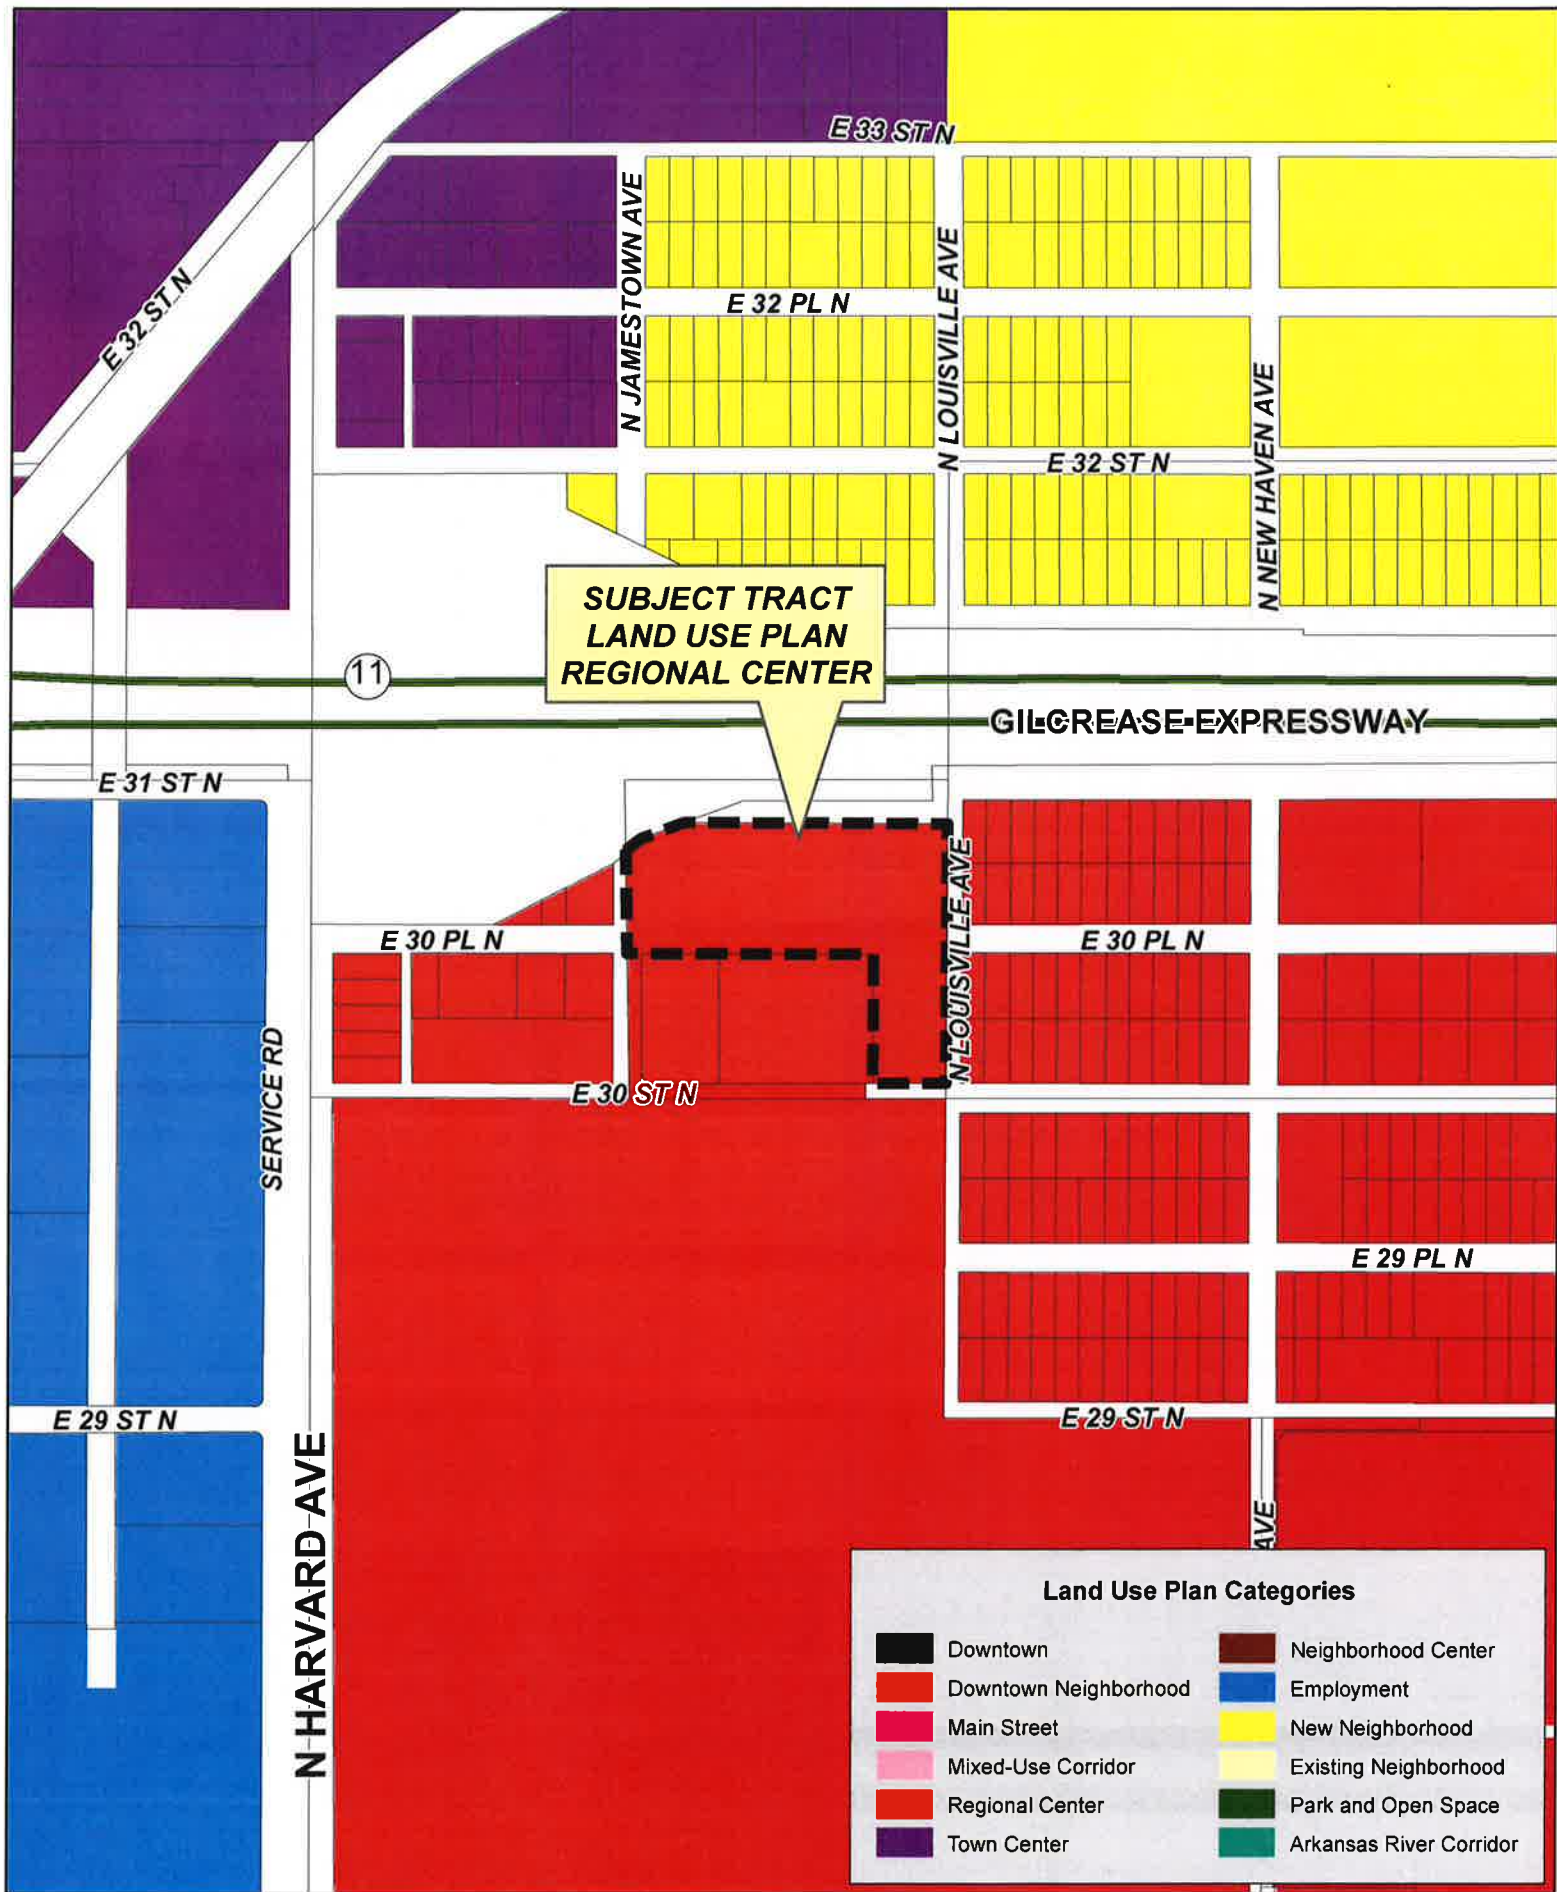 E 33 ST N
N JAMESTOWN AVE
N LOUISVILLE AVE
E 32 ST N
E 32 PL N
N NEW HAVEN AVE
E 32 ST N
SUBJECT TRACT
LAND USE PLAN
REGIONAL CENTER
11
GILCREASE EXPRESSWAY
E 31 ST N
N LOUISVILLE AVE
E 30 PL N
E 30 PL N
SERVICE RD
E 30 ST N
E 29 PL N
E 29 ST N
E 29 ST N
N HARVARD AVE
AVE
Land Use Plan Categories
Downtown
Downtown Neighborhood
Main Street
Mixed-Use Corridor
Regional Center
Town Center
Neighborhood Center
Employment
New Neighborhood
Existing Neighborhood
Park and Open Space
Arkansas River Corridor